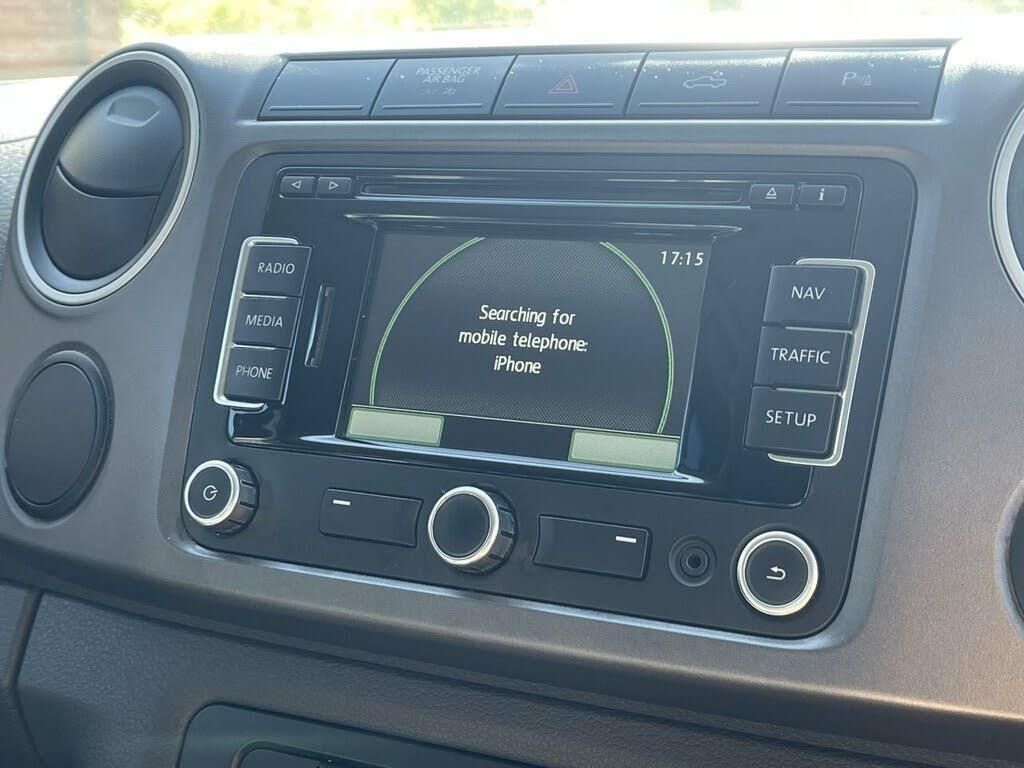 PASSENGER
AIR BAG
P
i
RADIO
MEDIA
PHONE
17:15
Searching for
mobile telephone:
iPhone
NAV
TRAFFIC
SETUP